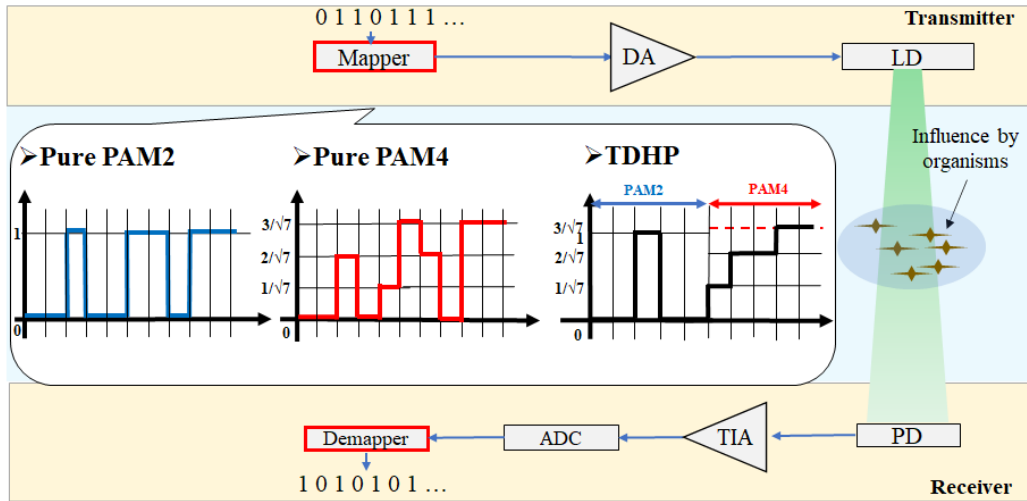 0 1 1 0 1 1 1 ...
Transmitter
Mapper
DA
LD
➢Pure PAM2
➢Pure PAM4
➢TDHP
Influence by
organisms
PAM2
PAM4
1
0
3/√7
2/√7
1/√7
0
3/√7
1
2/√7
1/√7
0
Demapper
ADC
TIA
PD
1 0 1 0 1 0 1 ...
Receiver